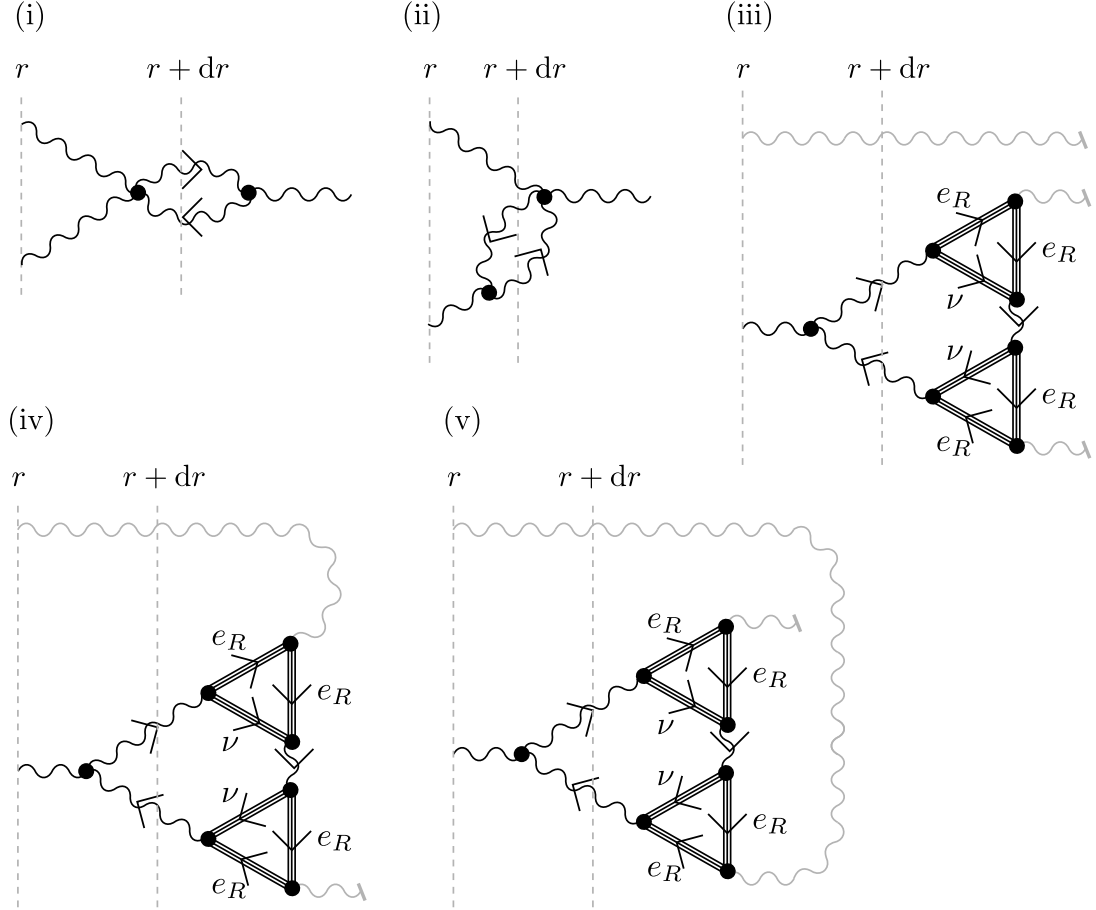 (i) (ii) (iii)
r r + dr r r + dr r r + dr
e_R
e_R
ν
ν
e_R
e_R
(iv) (v)
r r + dr r r + dr
e_R e_R
e_R e_R
ν ν
ν ν
e_R e_R
e_R e_R